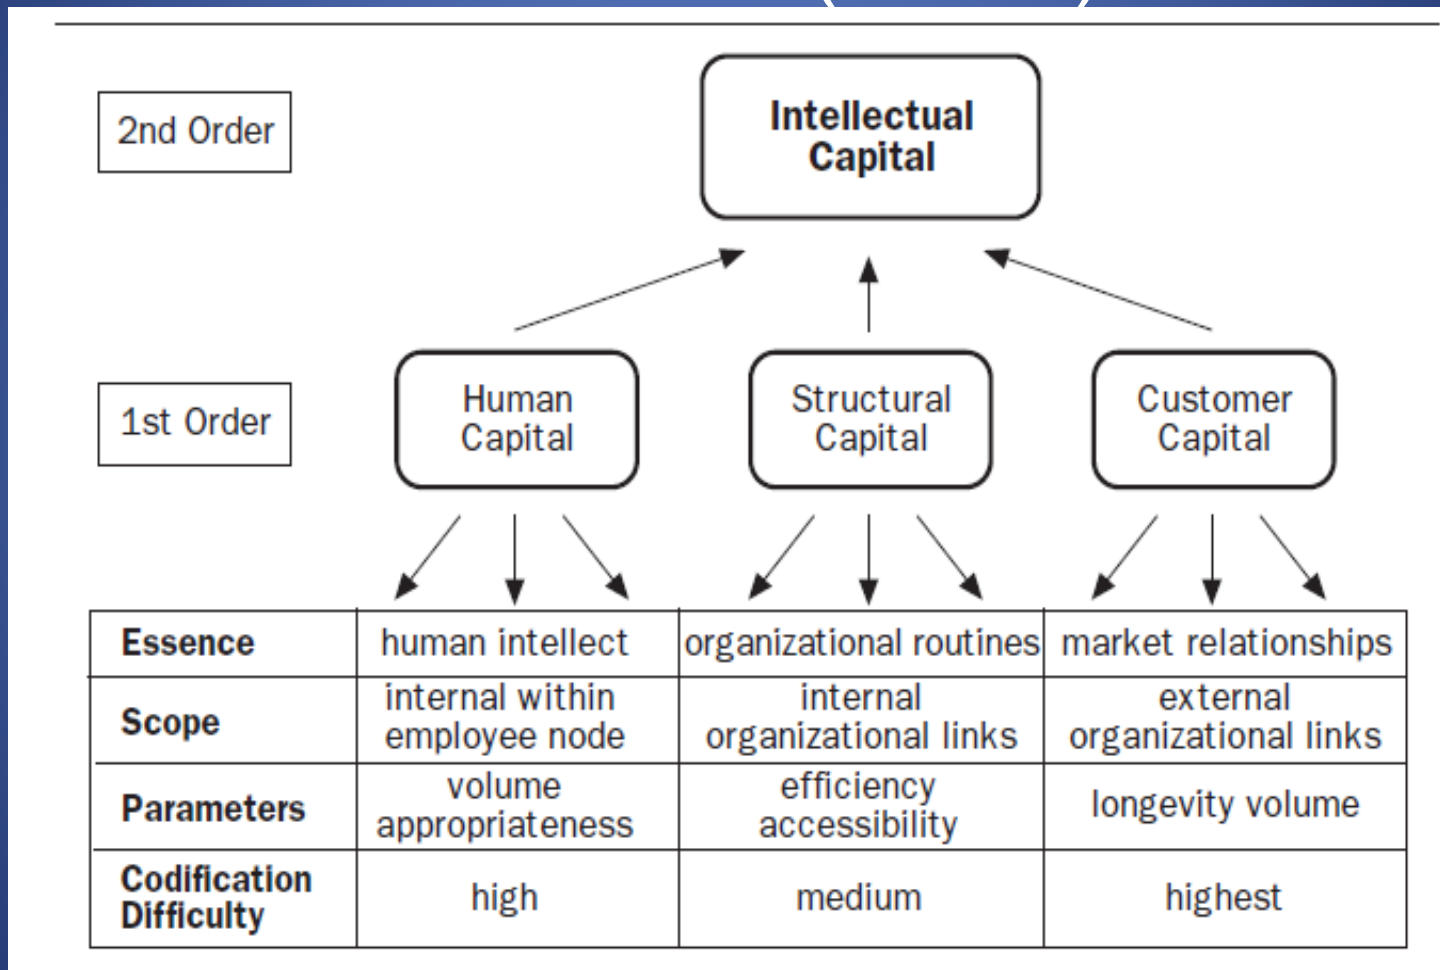 2nd Order
Intellectual
Capital
1st Order
Human
Capital
Structural
Capital
Customer
Capital
Essence
human intellect
organizational routines
market relationships
Scope
internal within
employee node
internal
organizational links
external
organizational links
Parameters
volume
appropriateness
efficiency
accessibility
longevity volume
Codification
Difficulty
high
medium
highest